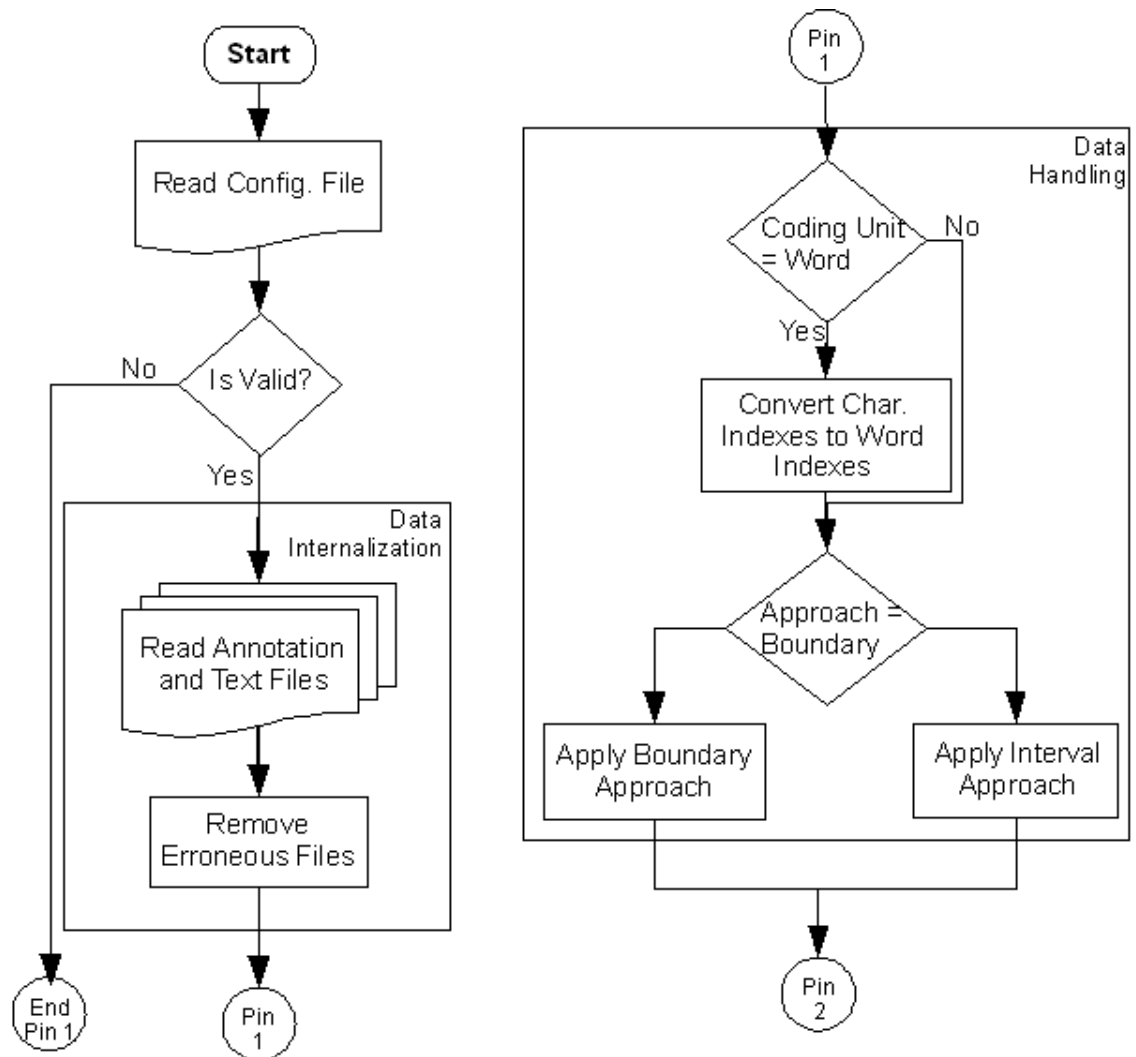 Start
Read Config. File
Is Valid?
No
Yes
Data
Internalization
Read Annotation
and Text Files
Remove
Erroneous Files
End
Pin 1
Pin
1
Pin
1
Data
Handling
Coding Unit
= Word
No
Yes
Convert Char.
Indexes to Word
Indexes
Approach =
Boundary
Apply Boundary
Approach
Apply Interval
Approach
Pin
2